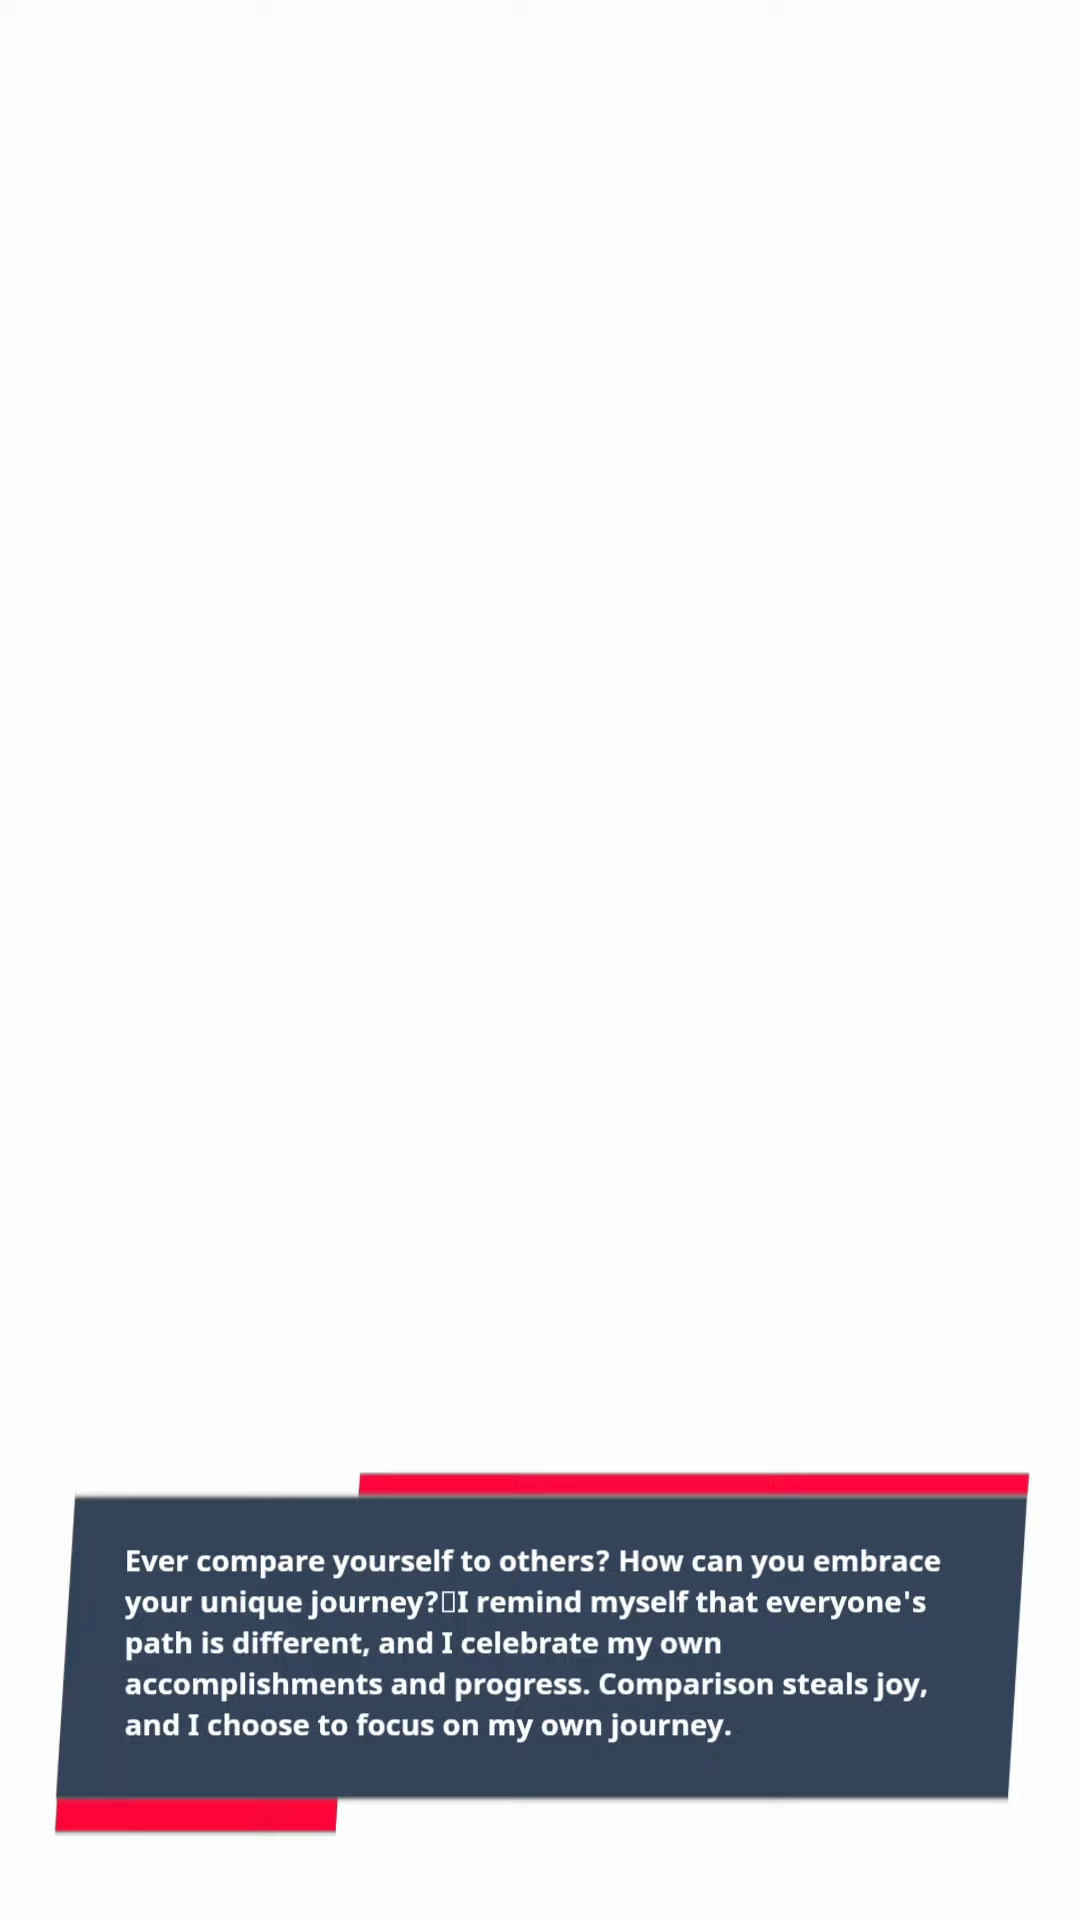 Ever compare yourself to others? How can you embrace
your unique journey?▯I remind myself that everyone's
path is different, and I celebrate my own
accomplishments and progress. Comparison steals joy,
and I choose to focus on my own journey.